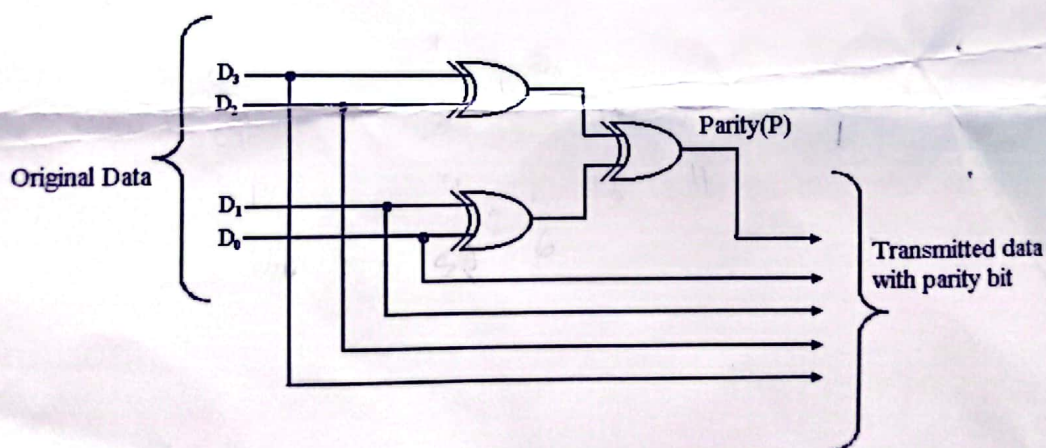 D₃
D₂
Parity(P)
Original Data
D₁
D₀
Transmitted data
with parity bit